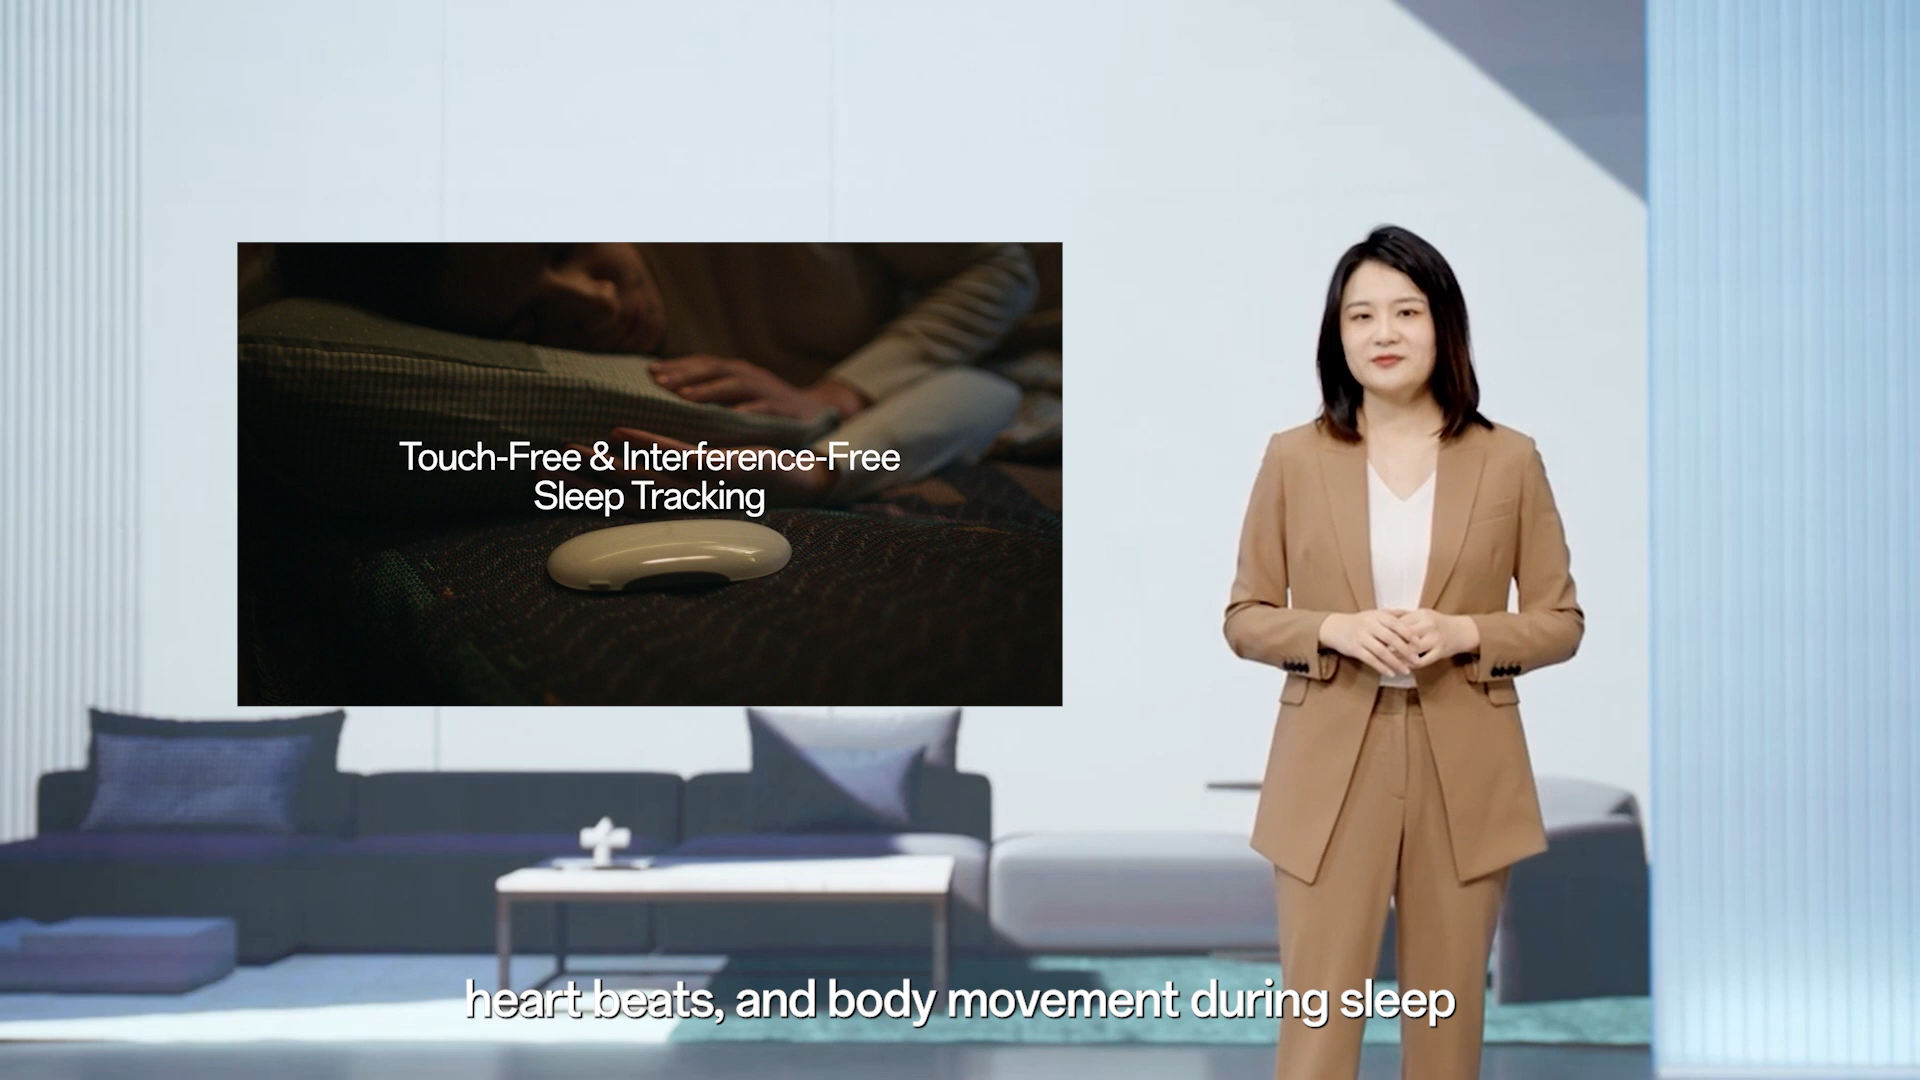 Touch-Free & Interference-Free
Sleep Tracking
heart beats, and body movement during sleep